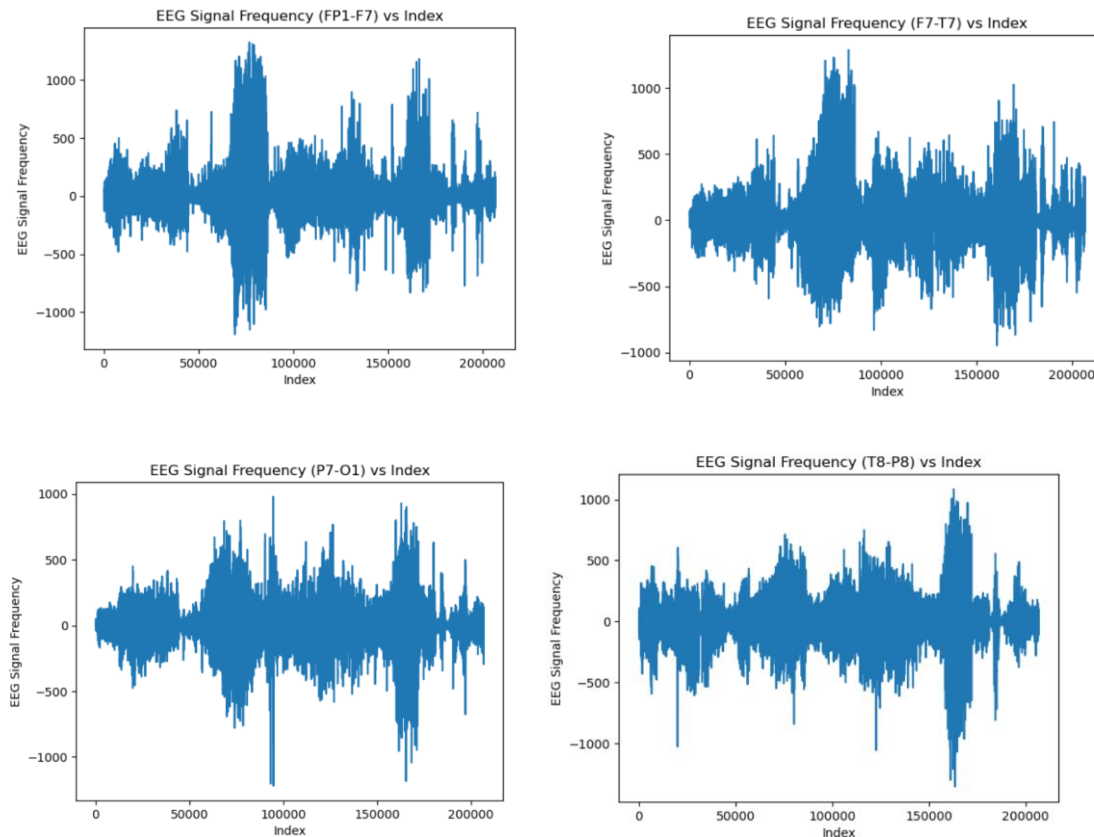 EEG Signal Frequency (FP1-F7) vs Index
EEG Signal Frequency
1000
500
0
−500
−1000
0 50000 100000 150000 200000
Index
EEG Signal Frequency (F7-T7) vs Index
EEG Signal Frequency
1000
500
0
−500
−1000
0 50000 100000 150000 200000
Index
EEG Signal Frequency (P7-O1) vs Index
EEG Signal Frequency
1000
500
0
−500
−1000
0 50000 100000 150000 200000
Index
EEG Signal Frequency (T8-P8) vs Index
EEG Signal Frequency
1000
500
0
−500
−1000
0 50000 100000 150000 200000
Index